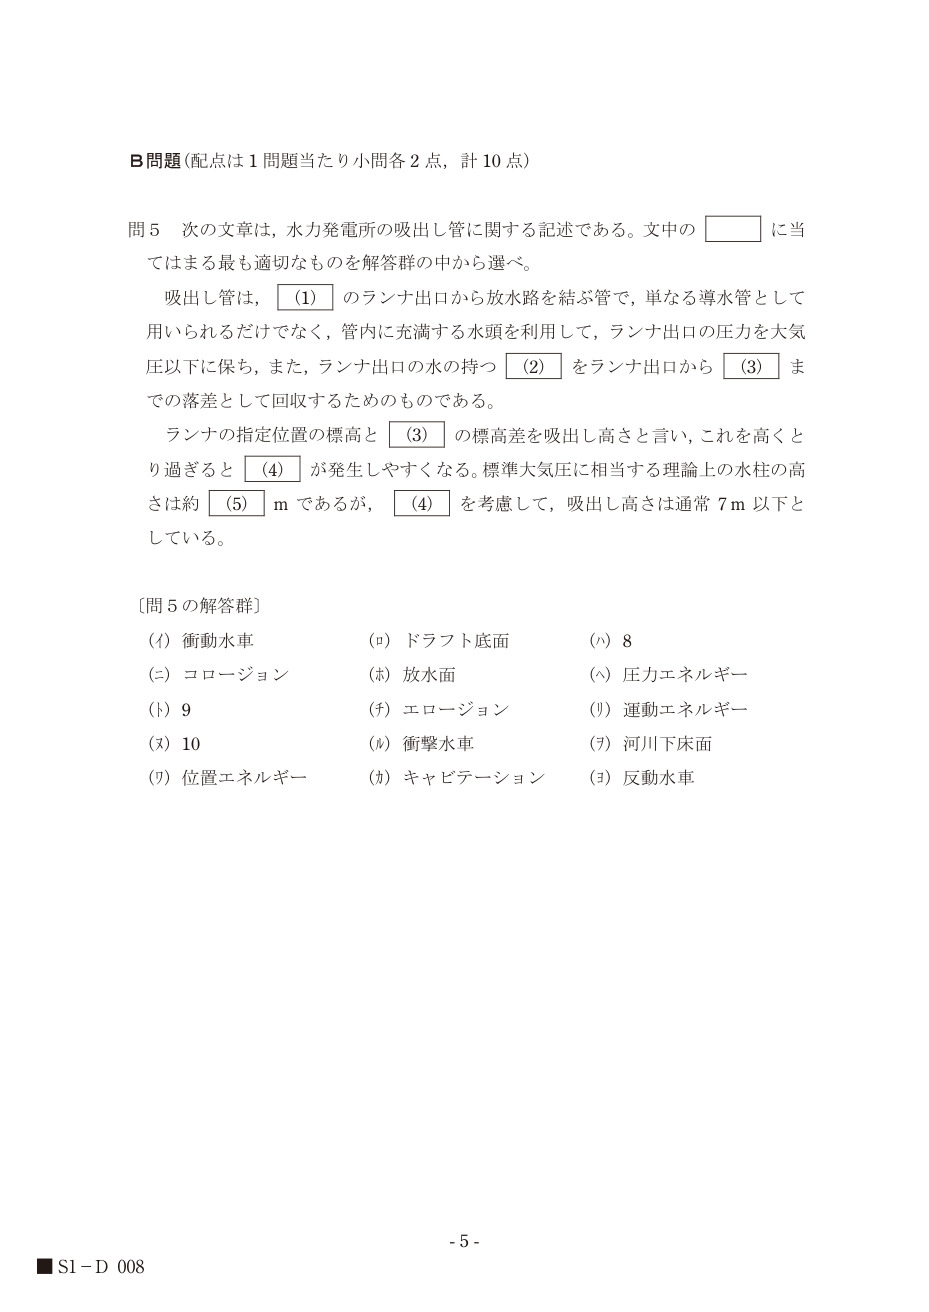 B問題(配点は1問題当たり小問各2点，計10点)
問5　次の文章は，水力発電所の吸出し管に関する記述である。文中の　　　に当
てはまる最も適切なものを解答群の中から選べ。
吸出し管は， (1) のランナ出口から放水路を結ぶ管で，単なる導水管として
用いられるだけでなく，管内に充満する水頭を利用して，ランナ出口の圧力を大気
圧以下に保ち，また，ランナ出口の水の持つ (2) をランナ出口から (3) ま
での落差として回収するためのものである。
ランナの指定位置の標高と (3) の標高差を吸出し高さと言い，これを高くと
り過ぎると (4) が発生しやすくなる。標準大気圧に相当する理論上の水柱の高
さは約 (5) m であるが， (4) を考慮して，吸出し高さは通常 7 m 以下と
している。
〔問5の解答群〕
(イ) 衝動水車　(ロ) ドラフト底面　(ハ) 8
(ニ) コロージョン　(ホ) 放水面　(ヘ) 圧力エネルギー
(ト) 9　(チ) エロージョン　(リ) 運動エネルギー
(ヌ) 10　(ル) 衝撃水車　(ヲ) 河川下床面
(ワ) 位置エネルギー　(カ) キャビテーション　(ヨ) 反動水車
- 5 -
■ S1－D 008